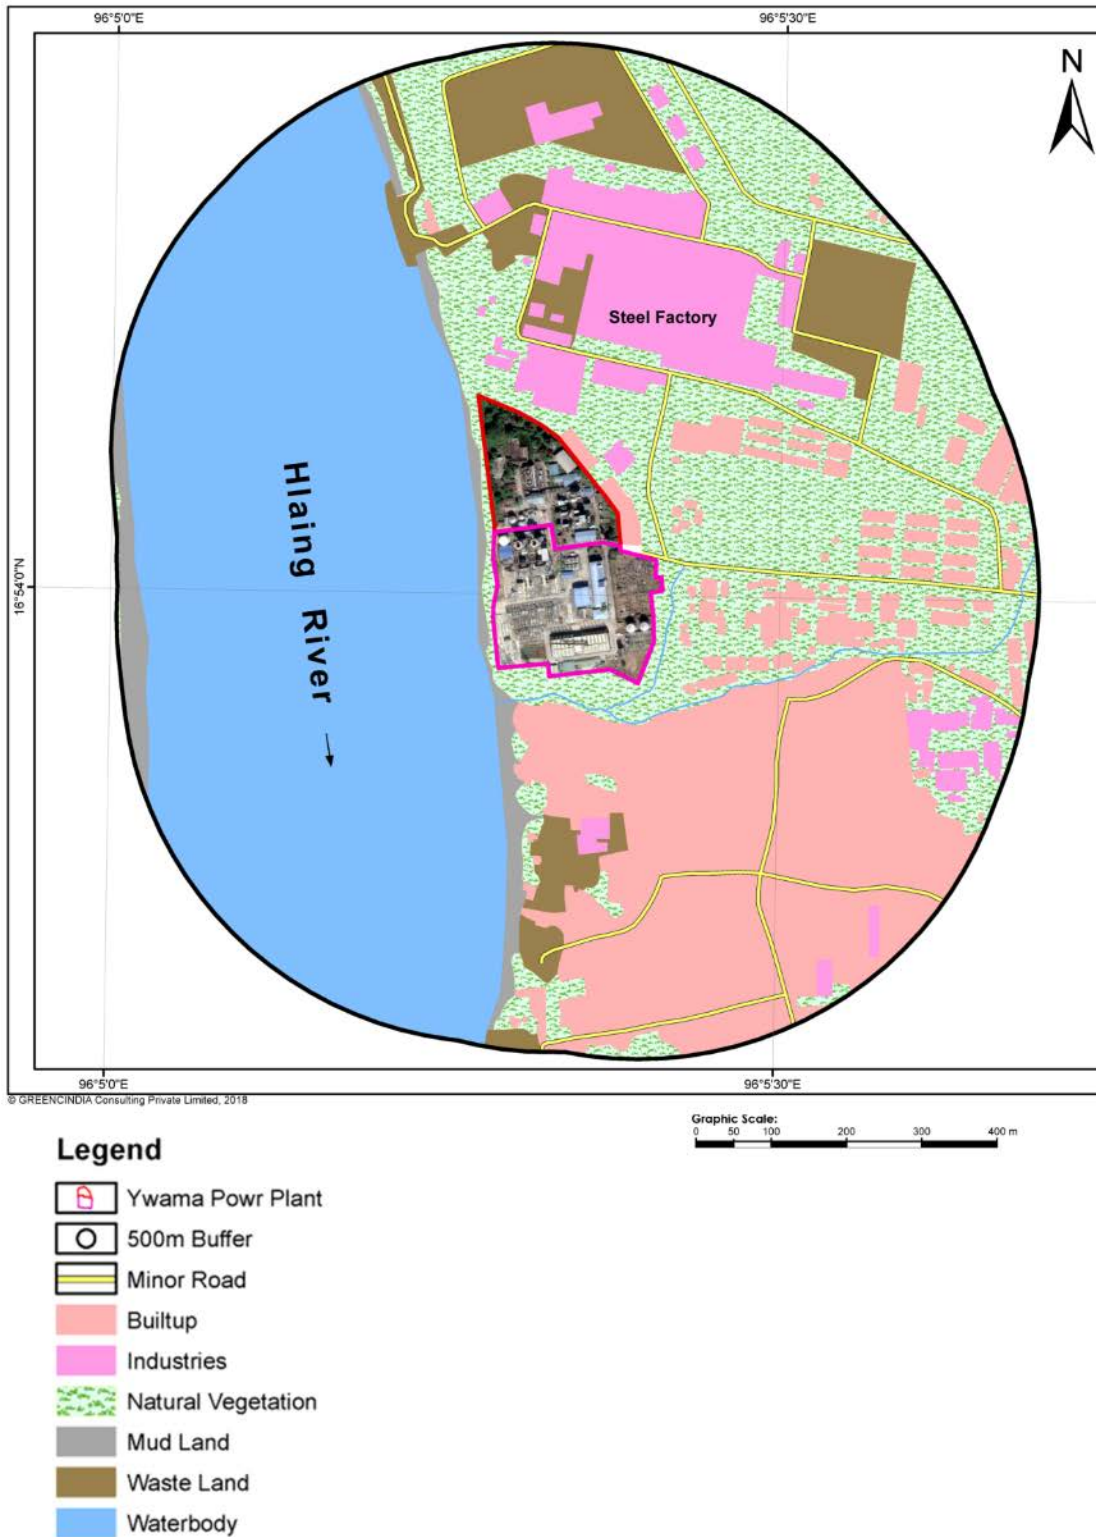 96°5'0"E
96°5'30"E
N
Steel Factory
Hlaing River
16°54'0"N
96°5'0"E
96°5'30"E
© GREENCINDIA Consulting Private Limited, 2018
Graphic Scale:
0 50 100 200 300 400 m
Legend
Ywama Powr Plant
500m Buffer
Minor Road
Builtup
Industries
Natural Vegetation
Mud Land
Waste Land
Waterbody